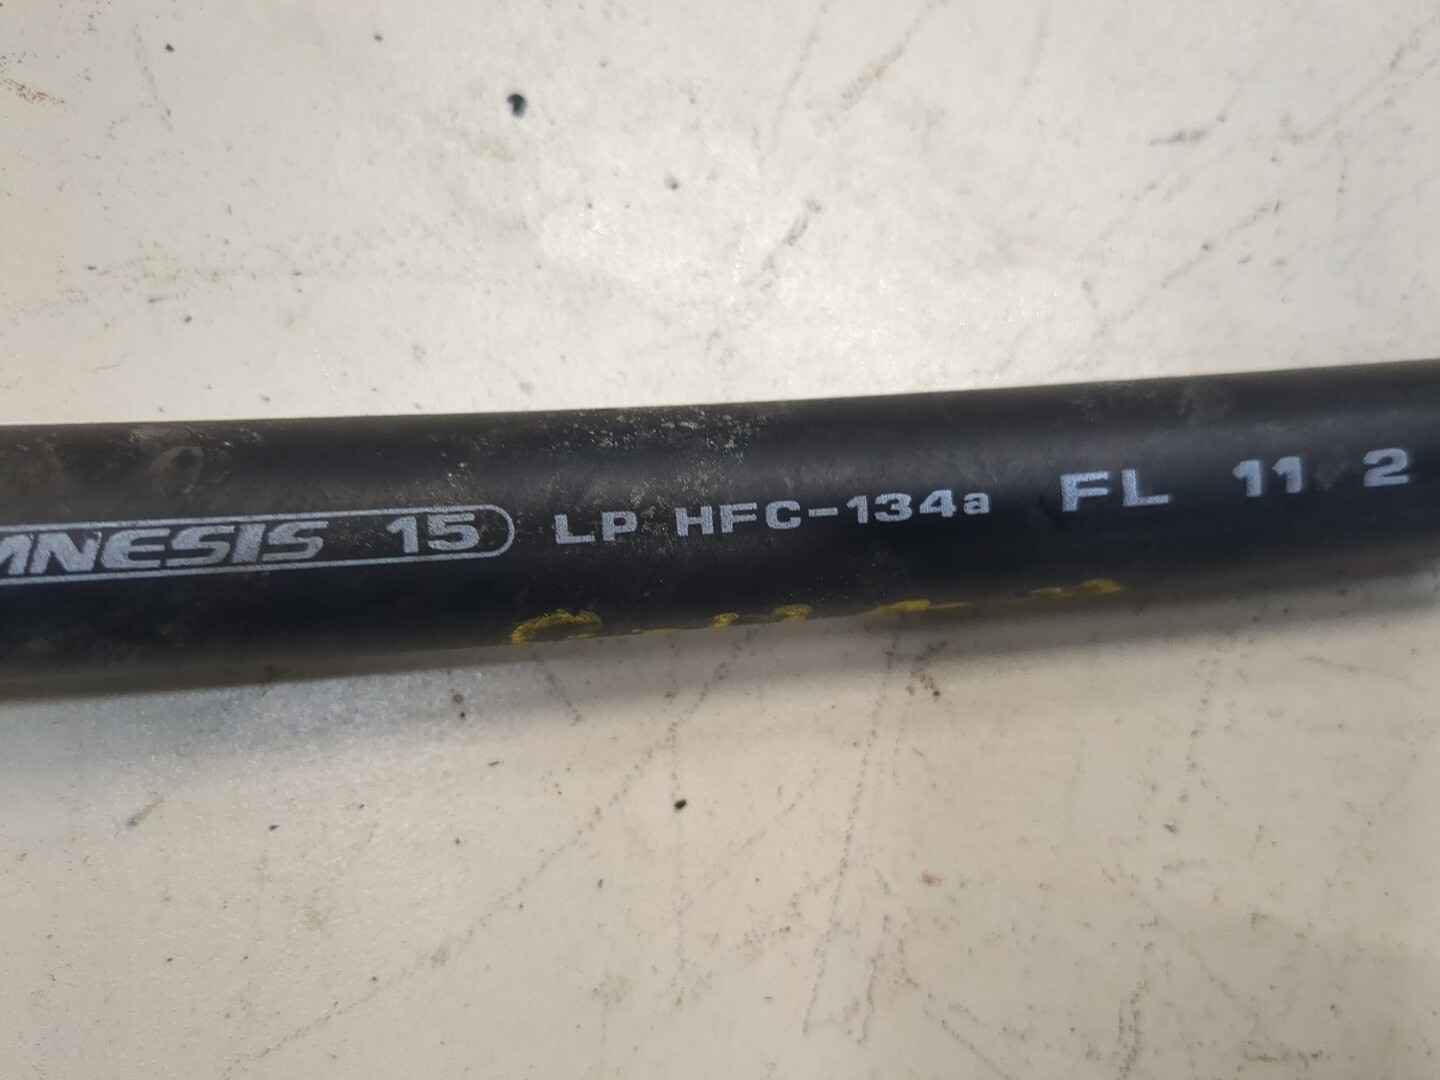 MNESIS 15 LP HFC-134a FL 11 2